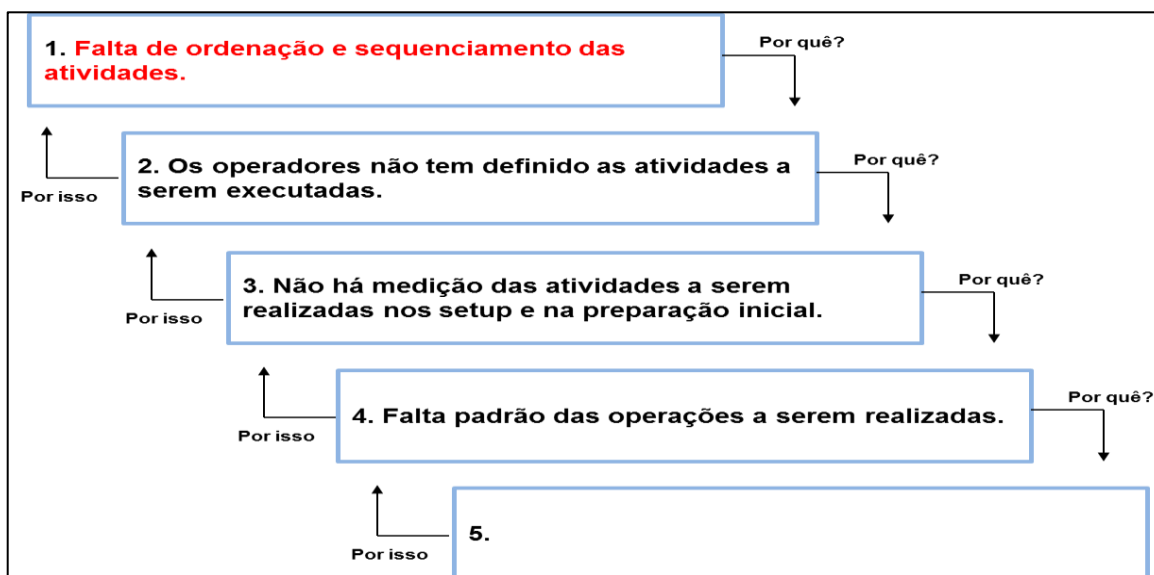 1. Falta de ordenação e sequenciamento das
atividades.
Por quê?
2. Os operadores não tem definido as atividades a
serem executadas.
Por quê?
Por isso
3. Não há medição das atividades a serem
realizadas nos setup e na preparação inicial.
Por quê?
Por isso
4. Falta padrão das operações a serem realizadas.
Por quê?
Por isso
5.
Por isso